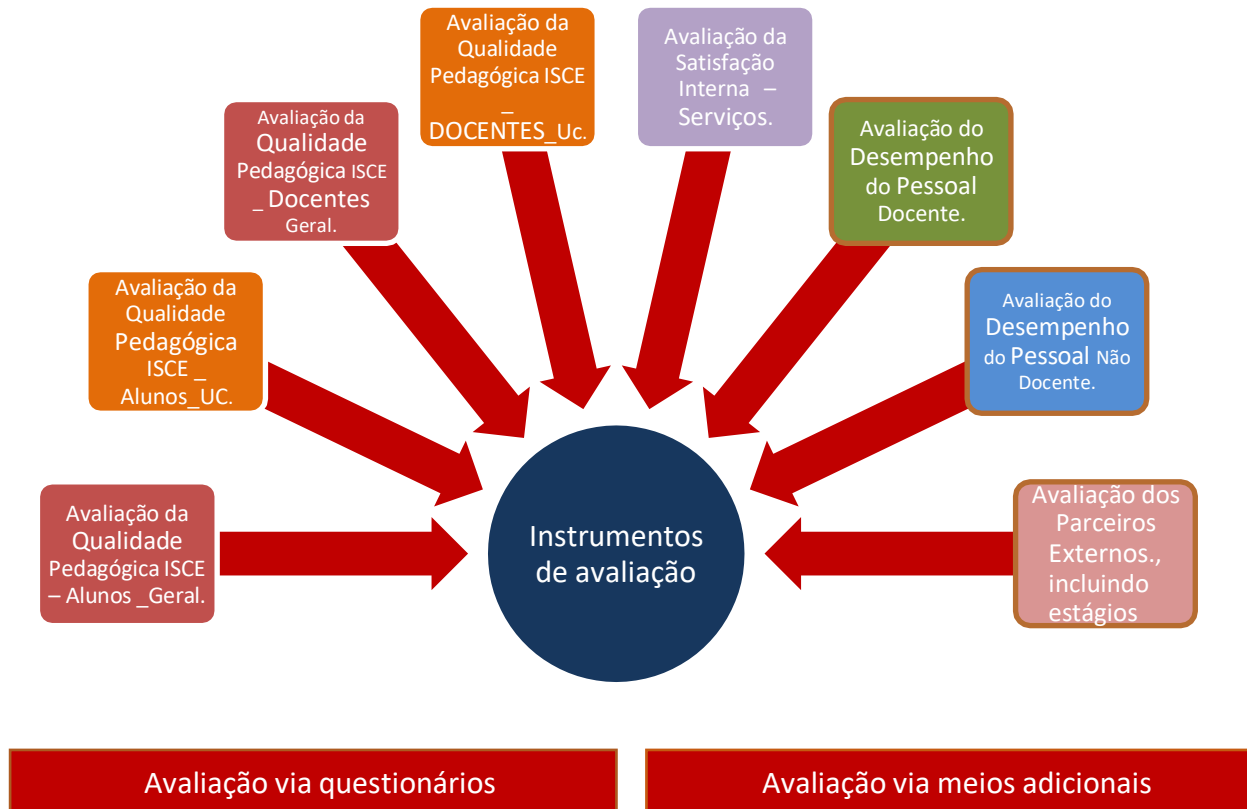 Avaliação da
Qualidade
Pedagógica ISCE
– Alunos _Geral.
Avaliação da
Qualidade
Pedagógica
ISCE _
Alunos_UC.
Avaliação da
Qualidade
Pedagógica ISCE
_ Docentes
Geral.
Avaliação da
Qualidade
Pedagógica ISCE
_
DOCENTES_Uc.
Avaliação da
Satisfação
Interna –
Serviços.
Avaliação do
Desempenho
do Pessoal
Docente.
Avaliação do
Desempenho
do Pessoal Não
Docente.
Avaliação dos
Parceiros
Externos.,
incluindo
estágios
Instrumentos
de avaliação
Avaliação via questionários
Avaliação via meios adicionais